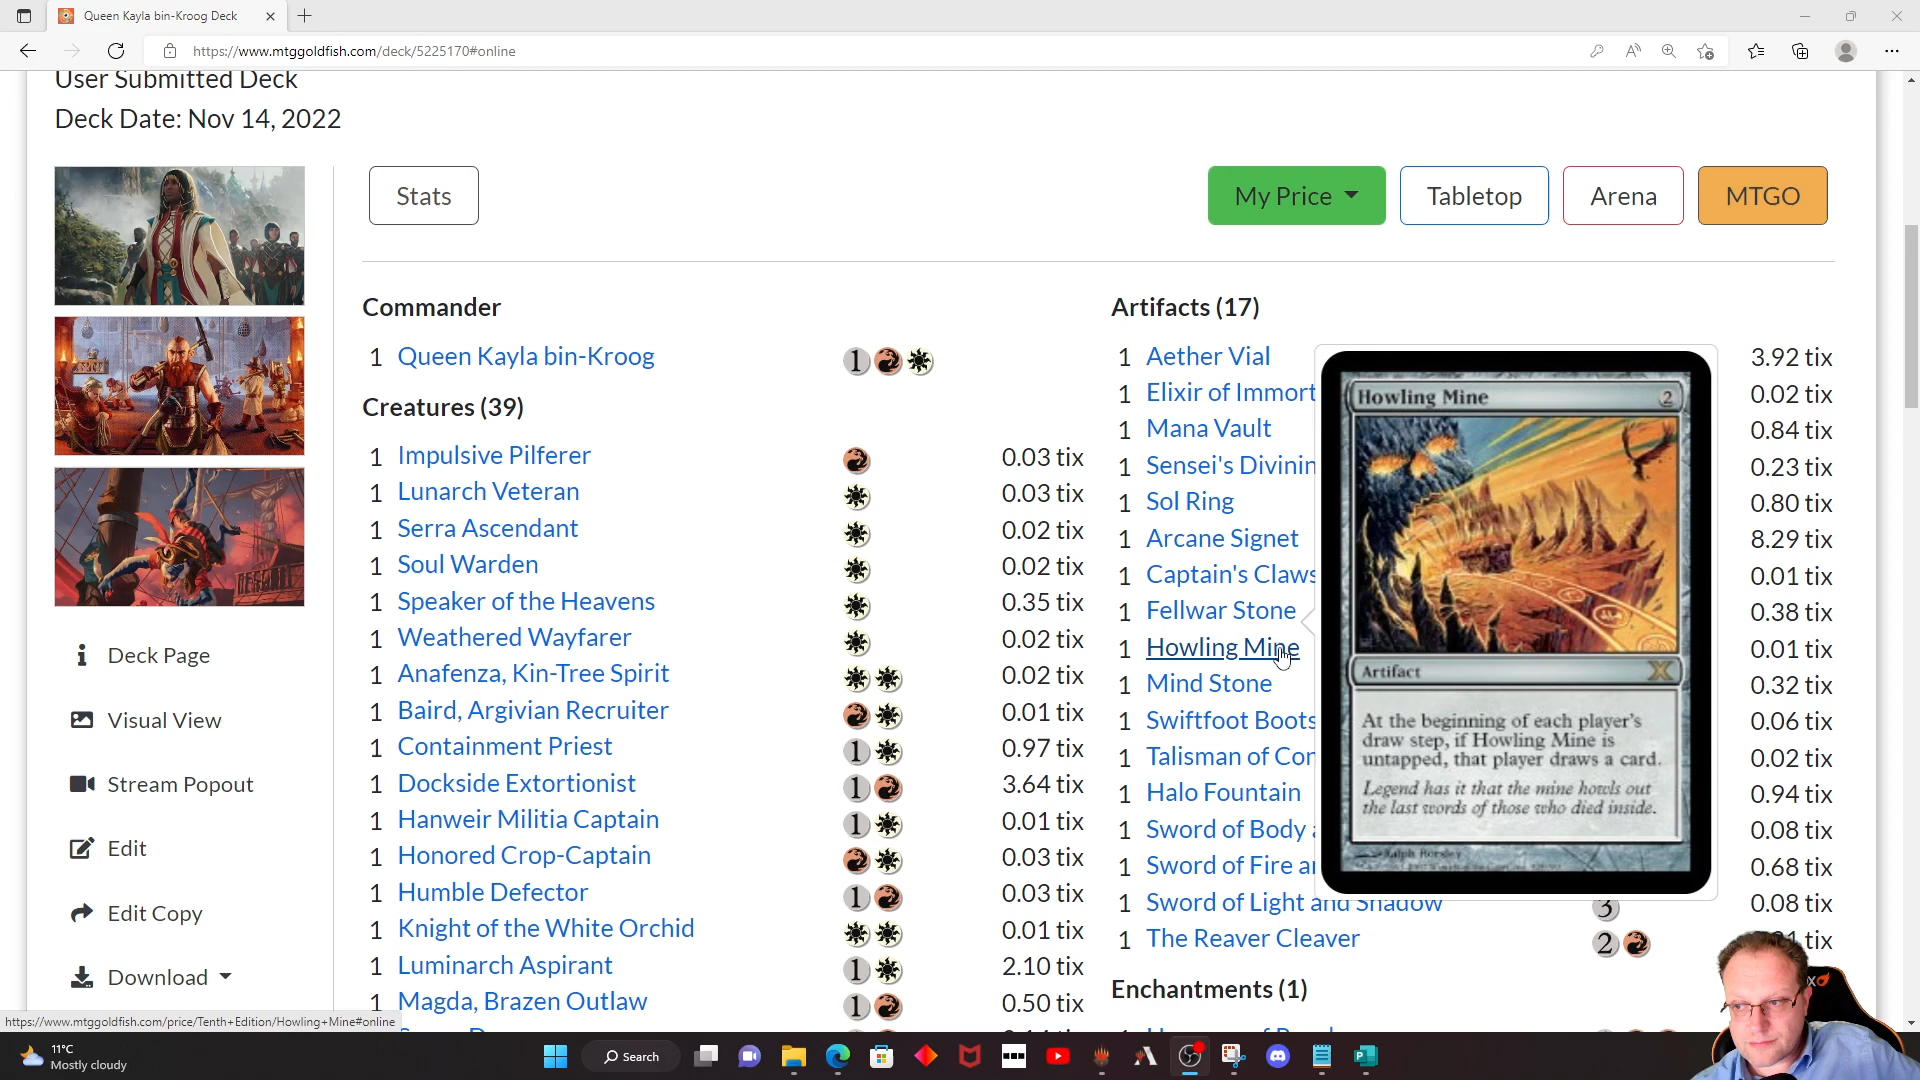 Queen Kayla bin-Kroog Deck
https://www.mtggoldfish.com/deck/5225170#online
User Submitted Deck
Deck Date: Nov 14, 2022
Stats
My Price
Tabletop
Arena
MTGO
Commander
1 Queen Kayla bin-Kroog 1
Creatures (39)
1 Impulsive Pilferer 0.03 tix
1 Lunarch Veteran 0.03 tix
1 Serra Ascendant 0.02 tix
1 Soul Warden 0.02 tix
1 Speaker of the Heavens 0.35 tix
1 Weathered Wayfarer 0.02 tix
1 Anafenza, Kin-Tree Spirit 0.02 tix
1 Baird, Argivian Recruiter 0.01 tix
1 Containment Priest 1 0.97 tix
1 Dockside Extortionist 1 3.64 tix
1 Hanweir Militia Captain 1 0.01 tix
1 Honored Crop-Captain 0.03 tix
1 Humble Defector 1 0.03 tix
1 Knight of the White Orchid 0.01 tix
1 Luminarch Aspirant 1 2.10 tix
1 Magda, Brazen Outlaw 1 0.50 tix
Artifacts (17)
1 Aether Vial 3.92 tix
1 Elixir of Immort 0.02 tix
1 Mana Vault 0.84 tix
1 Sensei's Divinin 0.23 tix
1 Sol Ring 0.80 tix
1 Arcane Signet 8.29 tix
1 Captain's Claws 0.01 tix
1 Fellwar Stone 0.38 tix
1 Howling Mine 0.01 tix
1 Mind Stone 0.32 tix
1 Swiftfoot Boots 0.06 tix
1 Talisman of Con 0.02 tix
1 Halo Fountain 0.94 tix
1 Sword of Body 0.08 tix
1 Sword of Fire a 0.68 tix
1 Sword of Light and Shadow 3 0.08 tix
1 The Reaver Cleaver 2 tix
Enchantments (1)
Howling Mine 2
Artifact
At the beginning of each player's
draw step, if Howling Mine is
untapped, that player draws a card.
Legend has it that the mine howls out
the last words of those who died inside.
Deck Page
Visual View
Stream Popout
Edit
Edit Copy
Download
https://www.mtggoldfish.com/price/Tenth+Edition/Howling+Mine#online
11°C
Mostly cloudy
Search